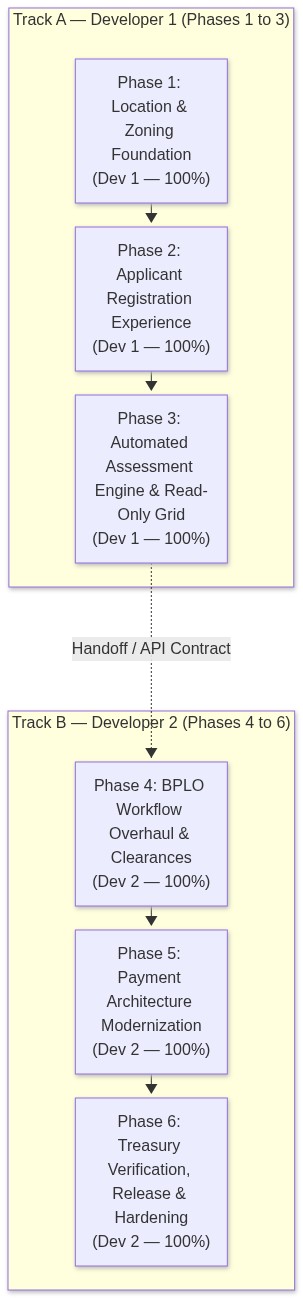 Track A — Developer 1 (Phases 1 to 3)
Phase 1:
Location &
Zoning
Foundation
(Dev 1 — 100%)
Phase 2:
Applicant
Registration
Experience
(Dev 1 — 100%)
Phase 3:
Automated
Assessment
Engine & Read-
Only Grid
(Dev 1 — 100%)
Handoff / API Contract
Track B — Developer 2 (Phases 4 to 6)
Phase 4: BPLO
Workflow
Overhaul &
Clearances
(Dev 2 — 100%)
Phase 5:
Payment
Architecture
Modernization
(Dev 2 — 100%)
Phase 6:
Treasury
Verification,
Release &
Hardening
(Dev 2 — 100%)